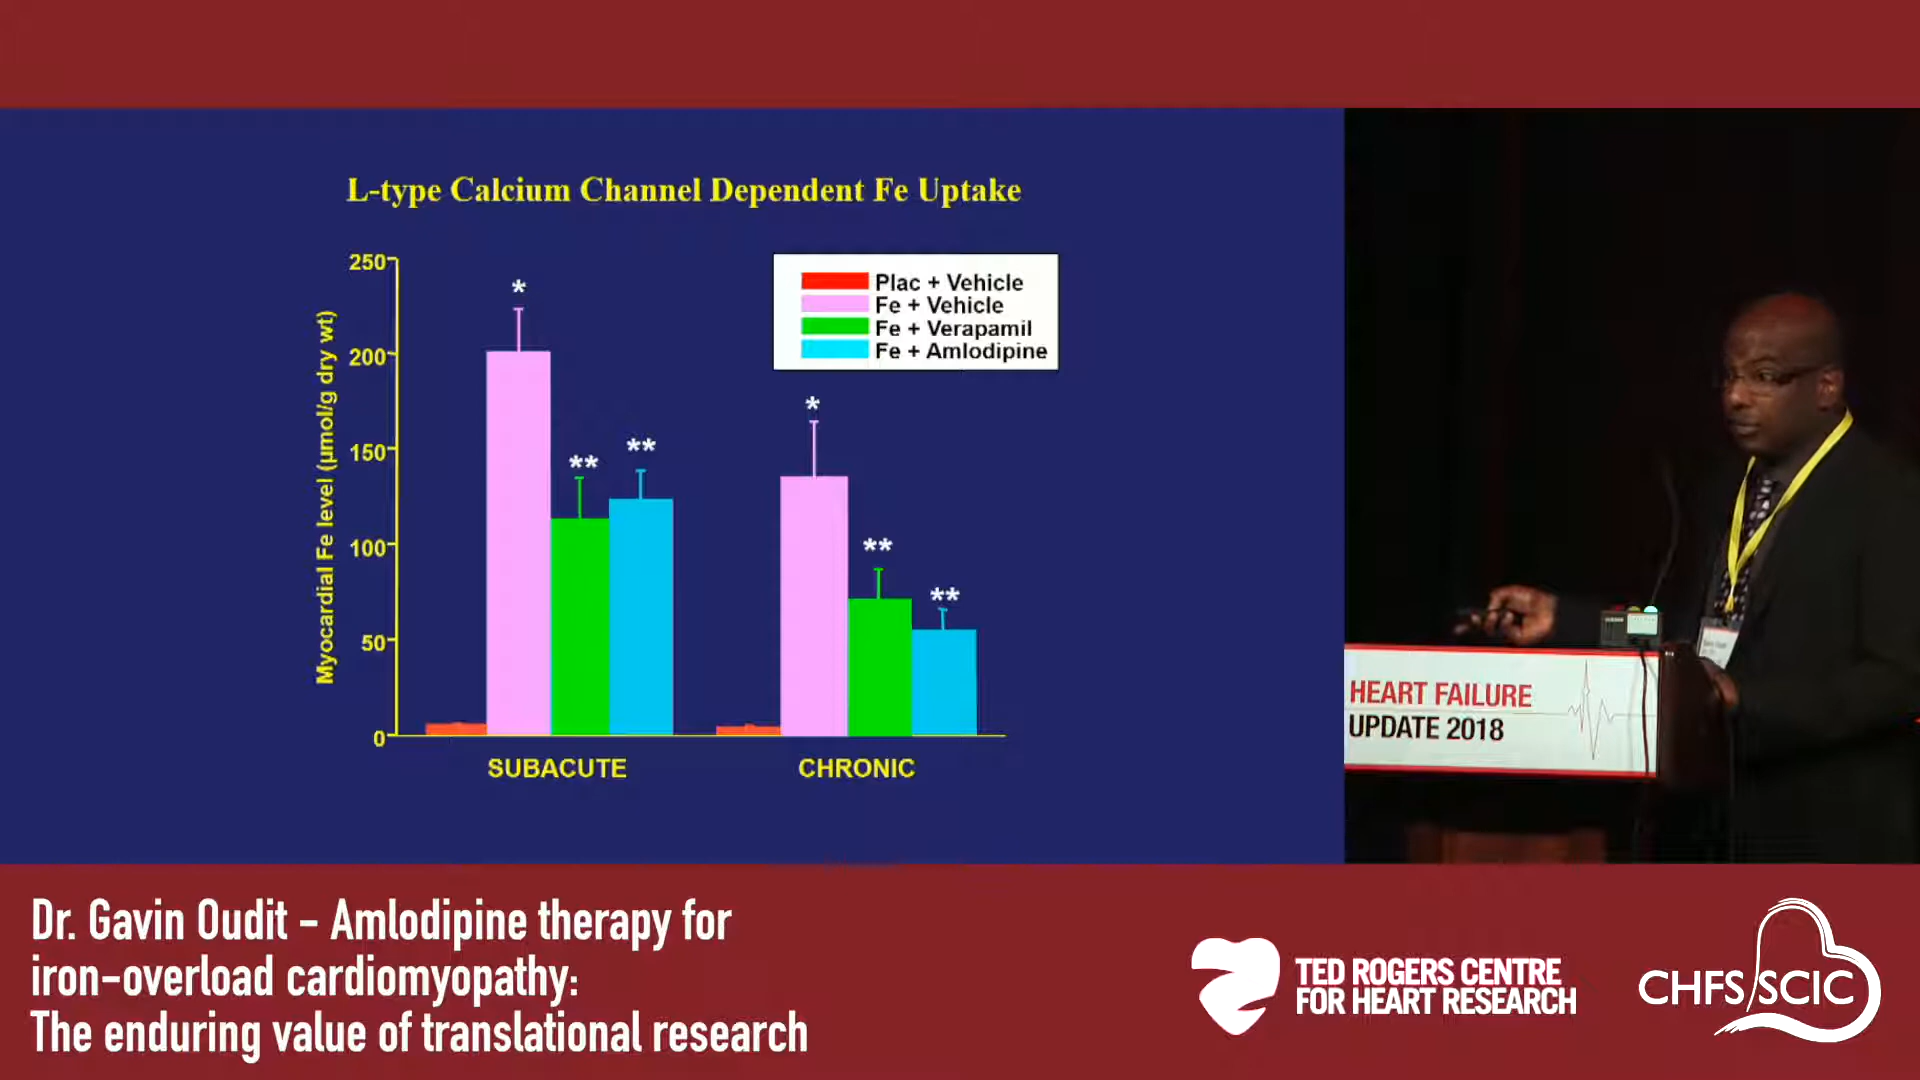 L-type Calcium Channel Dependent Fe Uptake
Myocardial Fe level (µmol/g dry wt)
250
200
150
100
50
0
*
**
**
*
**
**
Plac + Vehicle
Fe + Vehicle
Fe + Verapamil
Fe + Amlodipine
SUBACUTE
CHRONIC
HEART FAILURE
UPDATE 2018
Dr. Gavin Oudit - Amlodipine therapy for
iron-overload cardiomyopathy:
The enduring value of translational research
TED ROGERS CENTRE
FOR HEART RESEARCH
CHFS SCIC